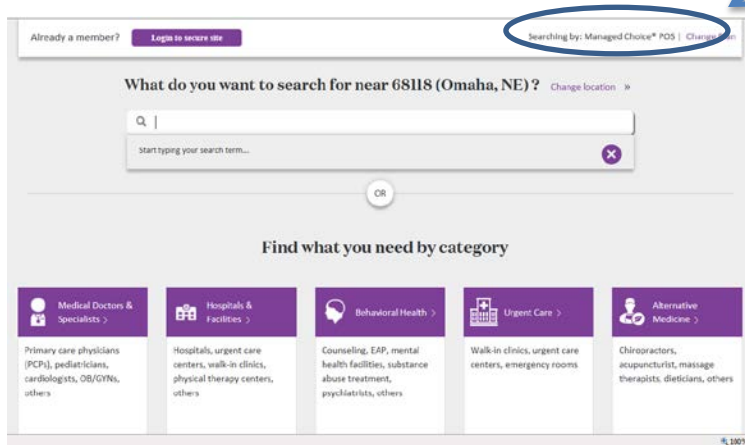 Already a member?
Login to secure site
Searching by: Managed Choice® POS | Change Plan
What do you want to search for near 68118 (Omaha, NE) ?
Change location »
Start typing your search term...
OR
Find what you need by category
Medical Doctors &
Specialists >
Primary care physicians
(PCPs), pediatricians,
cardiologists, OB/GYNs,
others
Hospitals &
Facilities >
Hospitals, urgent care
centers, walk-in clinics,
physical therapy centers,
others
Behavioral Health >
Counseling, EAP, mental
health facilities, substance
abuse treatment,
psychiatrists, others
Urgent Care >
Walk-in clinics, urgent care
centers, emergency rooms
Alternative
Medicine >
Chiropractors,
acupuncturist, massage
therapists, dieticians, others
100%